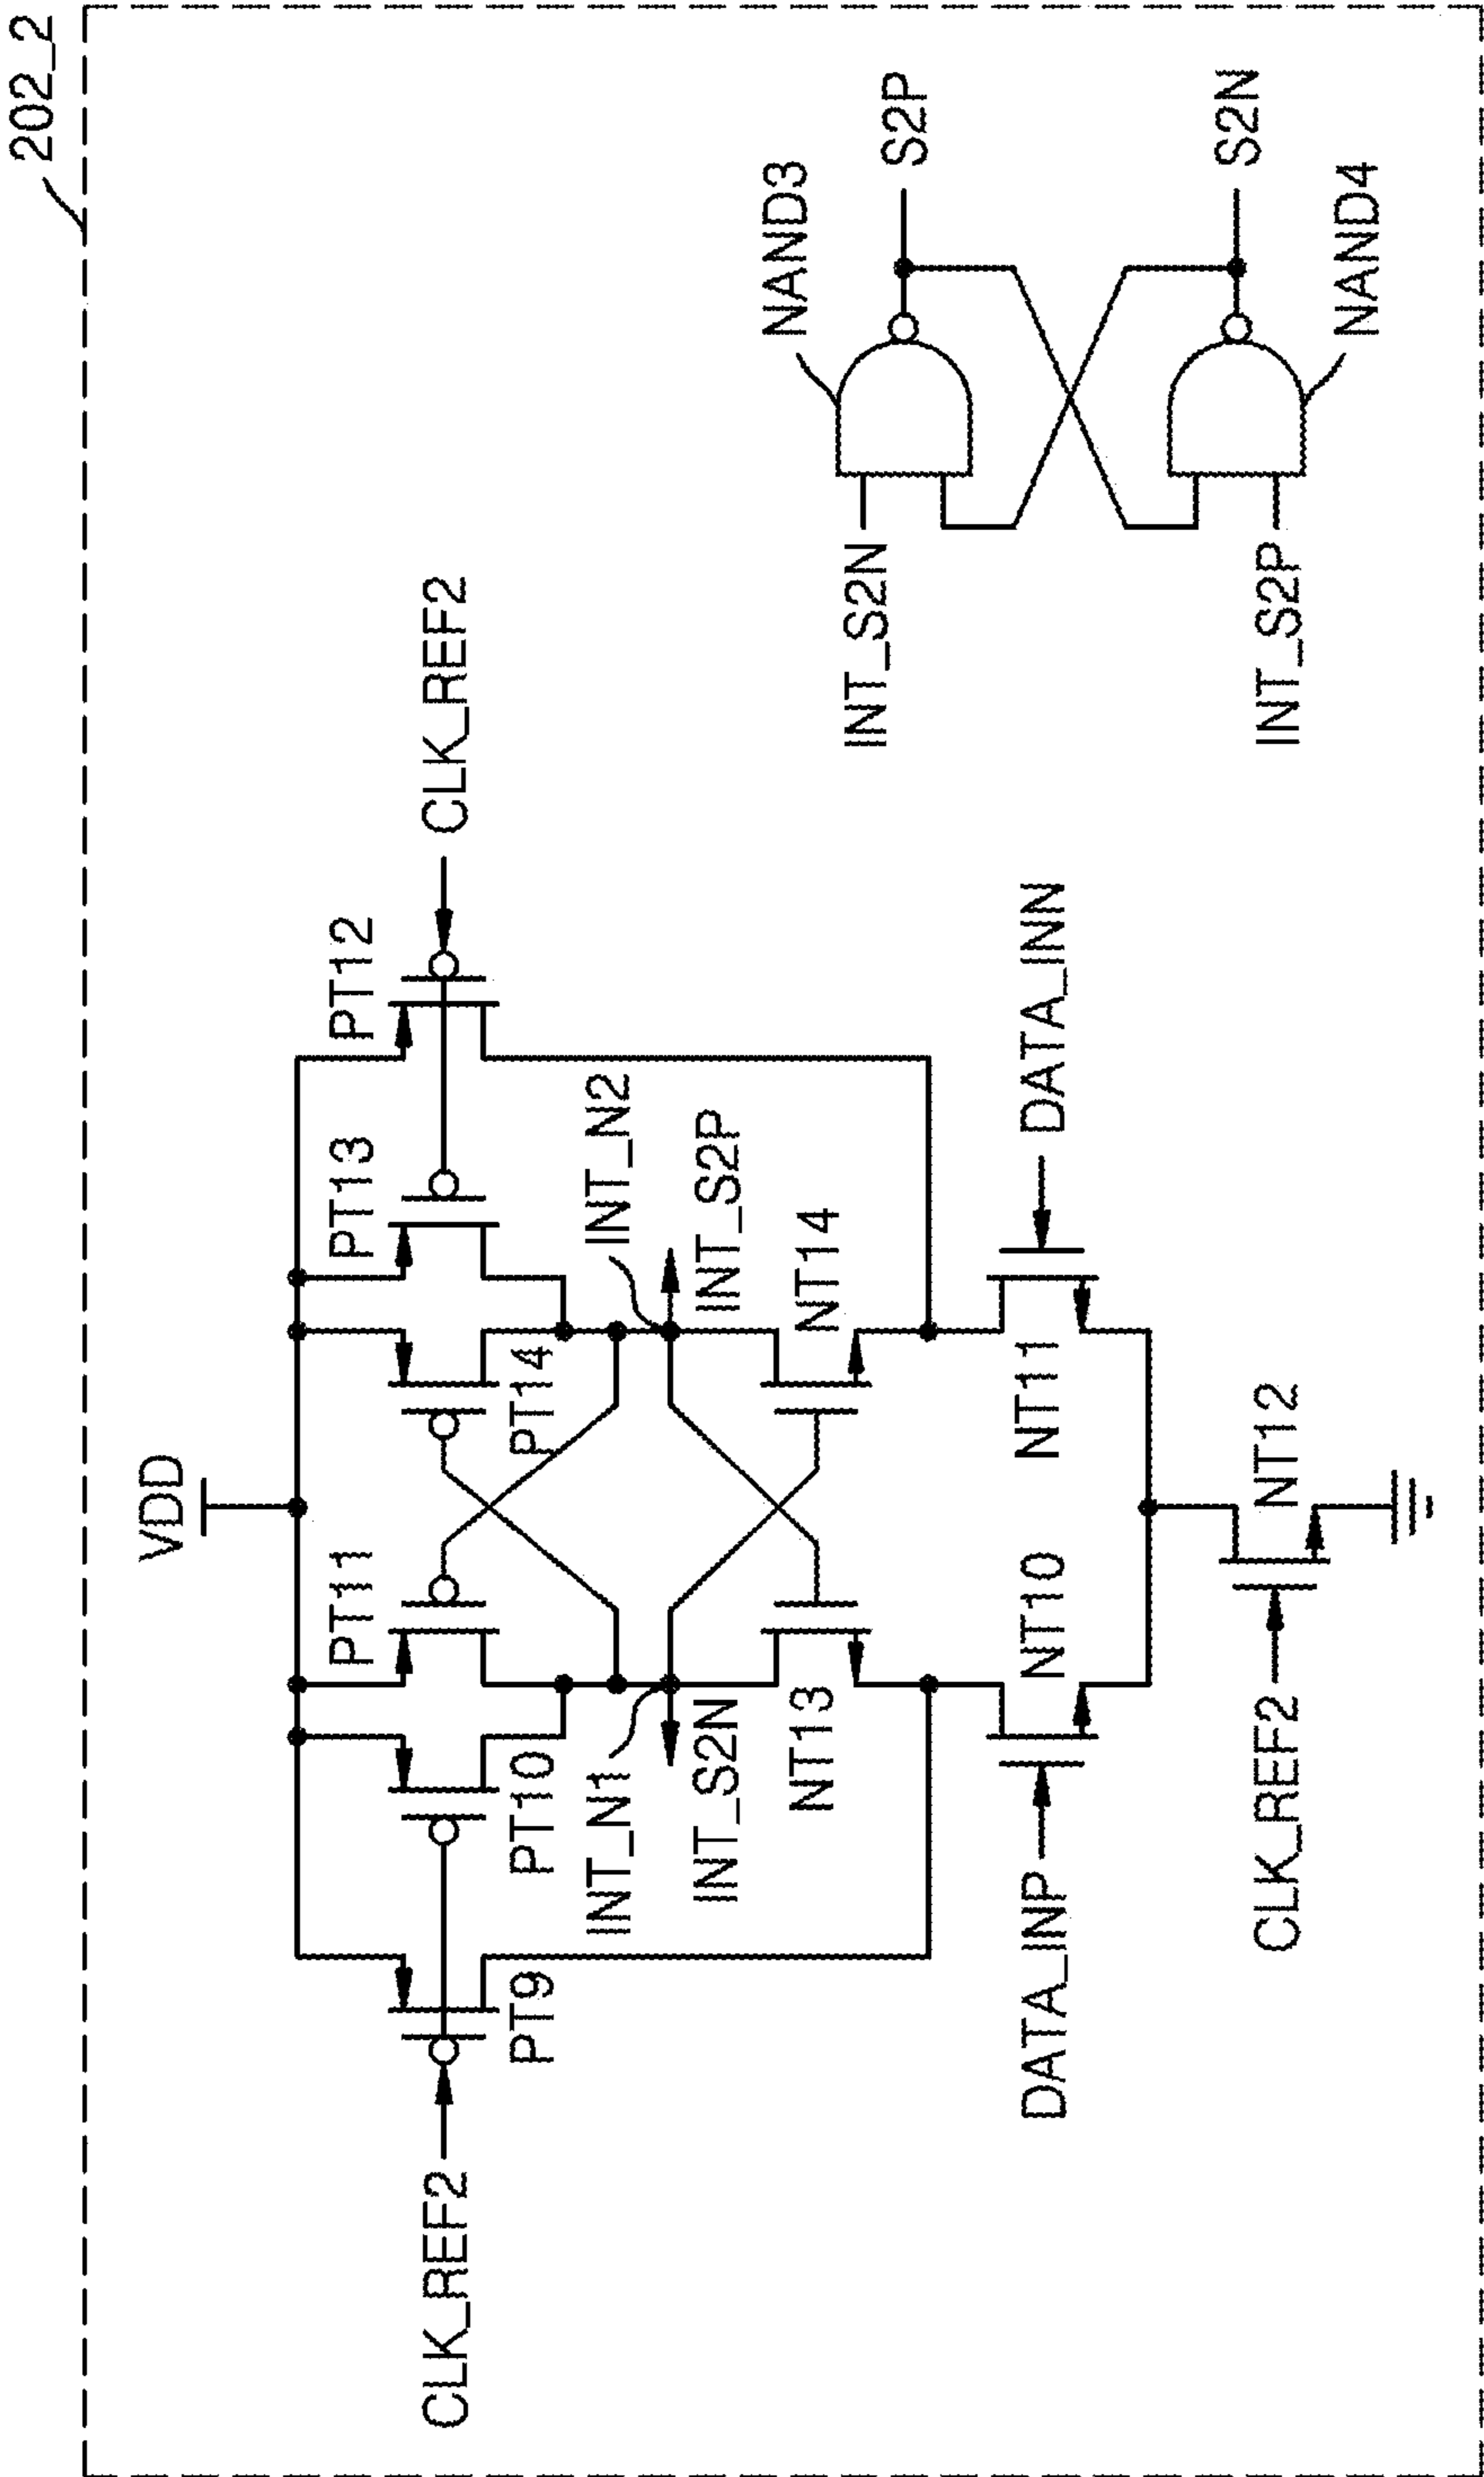 202_2
VDD
CLK_REF2
PT9
PT10
PT11
PT14
PT13
PT12
CLK_REF2
INT_N1
INT_N2
INT_S2N
INT_S2P
NT13
NT14
DATA_INP
NT10
NT11
DATA_INN
CLK_REF2
NT12
NAND3
INT_S2N
S2P
INT_S2P
S2N
NAND4